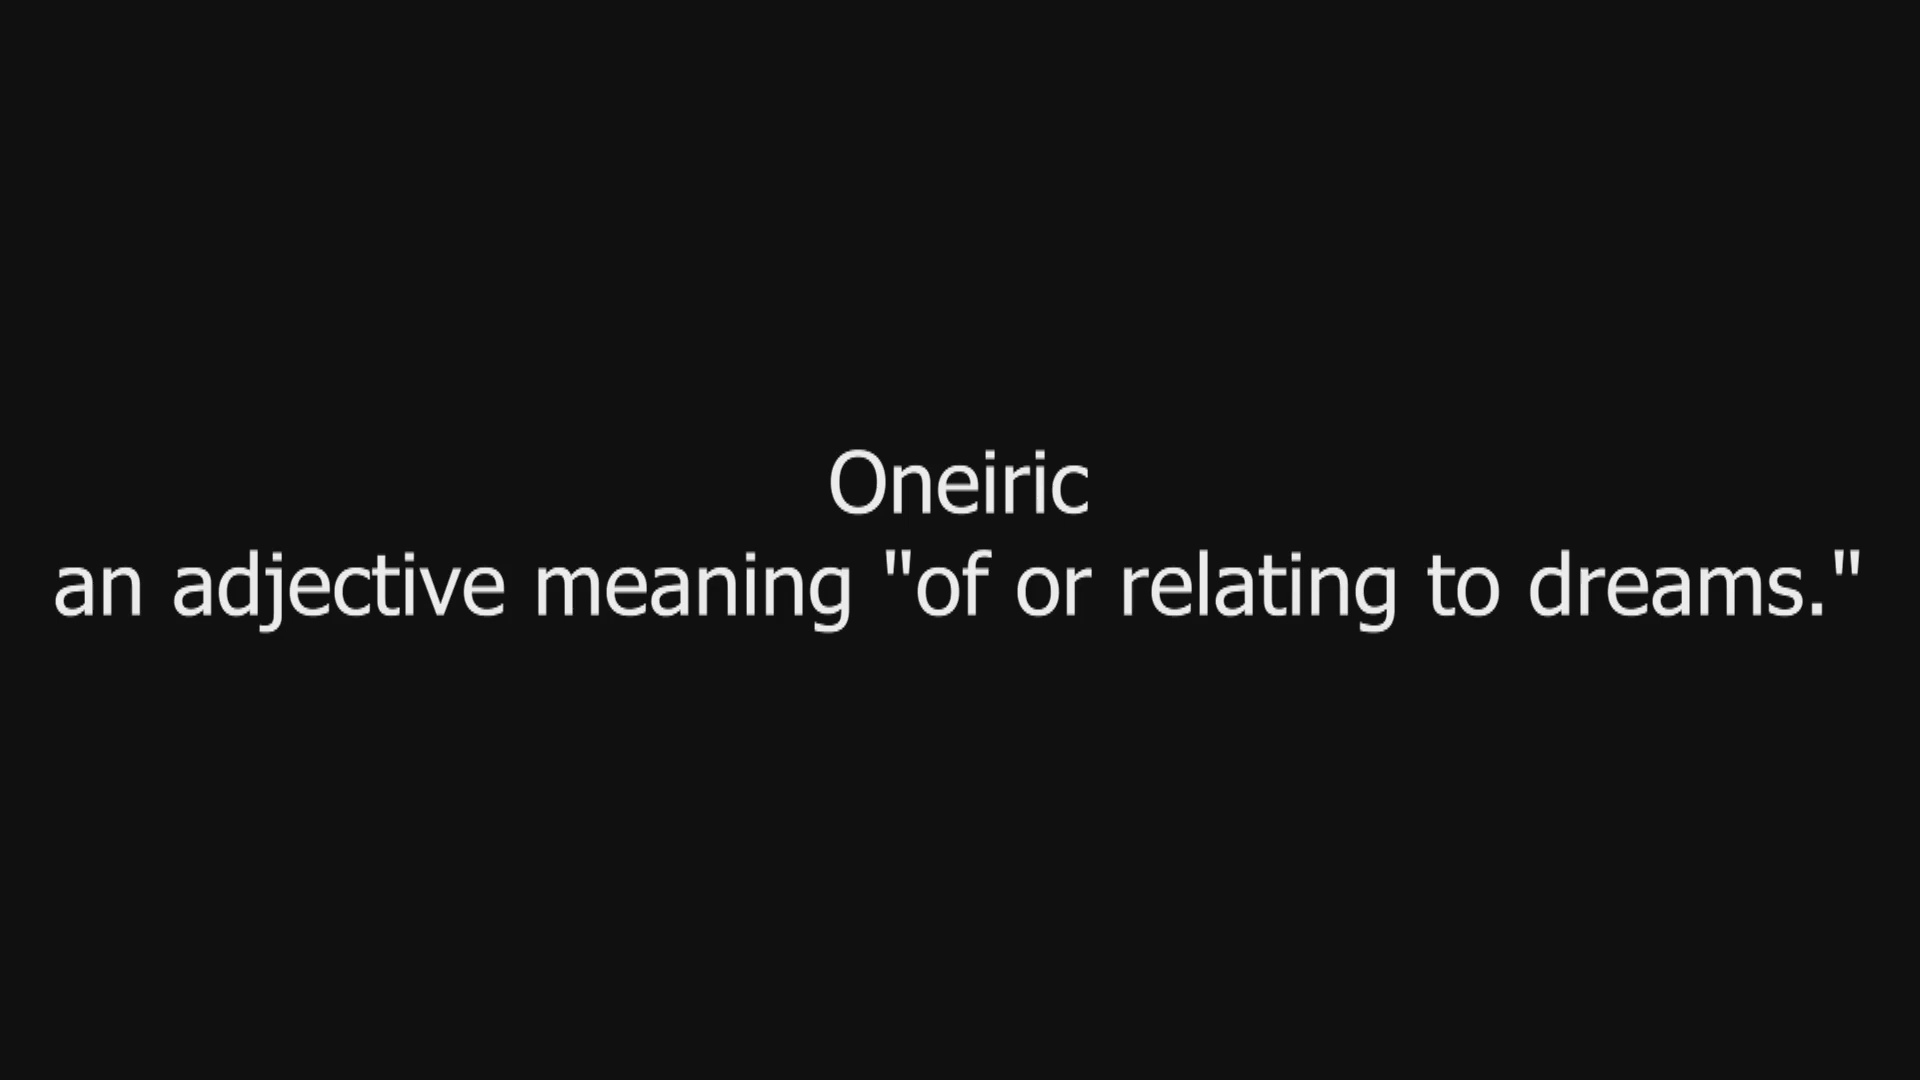 Oneiric
an adjective meaning "of or relating to dreams."